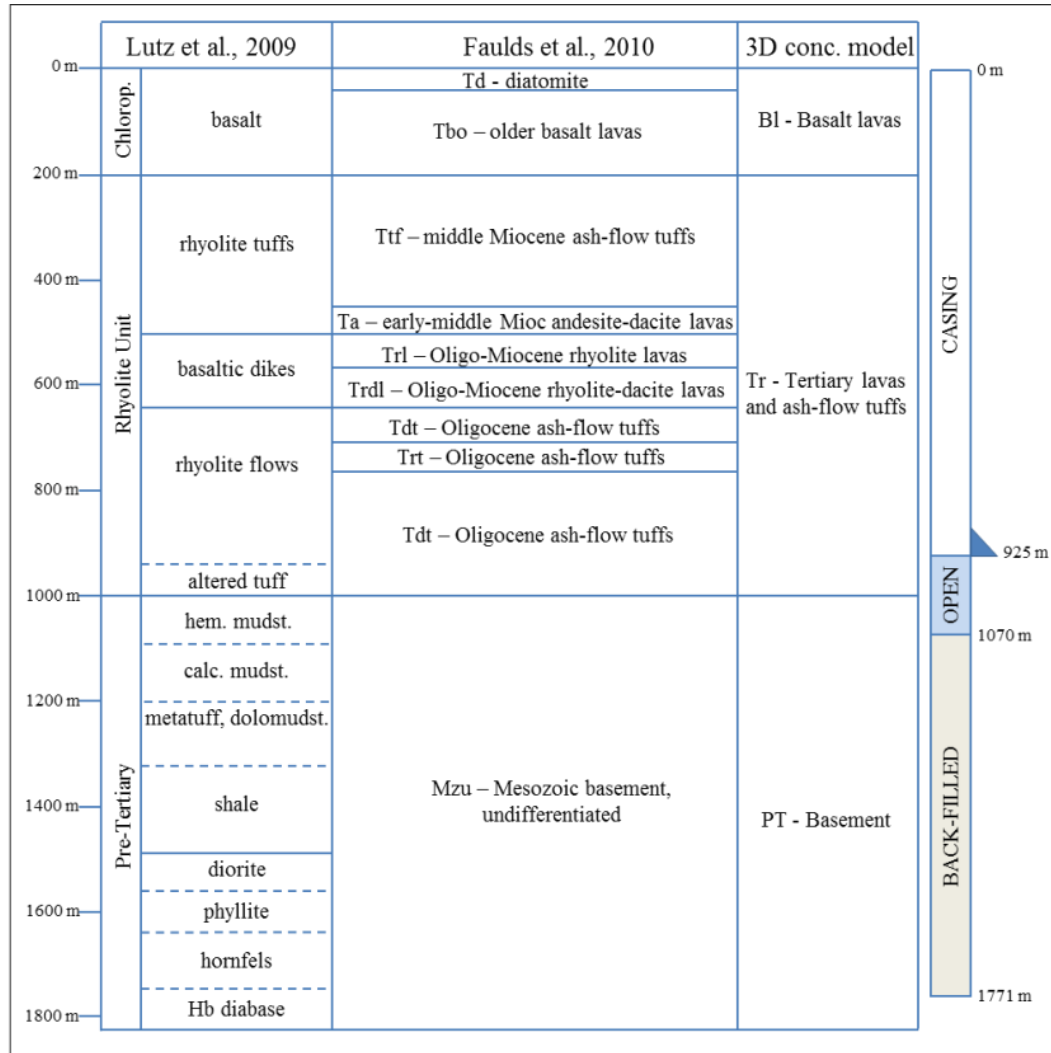 Lutz et al., 2009
Faulds et al., 2010
3D conc. model
0 m
200 m
400 m
600 m
800 m
1000 m
1200 m
1400 m
1600 m
1800 m
Chlorop.
Rhyolite Unit
Pre-Tertiary
basalt
rhyolite tuffs
basaltic dikes
rhyolite flows
altered tuff
hem. mudst.
calc. mudst.
metatuff, dolomudst.
shale
diorite
phyllite
hornfels
Hb diabase
Td - diatomite
Tbo – older basalt lavas
Ttf – middle Miocene ash-flow tuffs
Ta – early-middle Mioc andesite-dacite lavas
Trl – Oligo-Miocene rhyolite lavas
Trdl – Oligo-Miocene rhyolite-dacite lavas
Tdt – Oligocene ash-flow tuffs
Trt – Oligocene ash-flow tuffs
Tdt – Oligocene ash-flow tuffs
Mzu – Mesozoic basement,
undifferentiated
Bl - Basalt lavas
Tr - Tertiary lavas
and ash-flow tuffs
PT - Basement
CASING
OPEN
BACK-FILLED
0 m
925 m
1070 m
1771 m